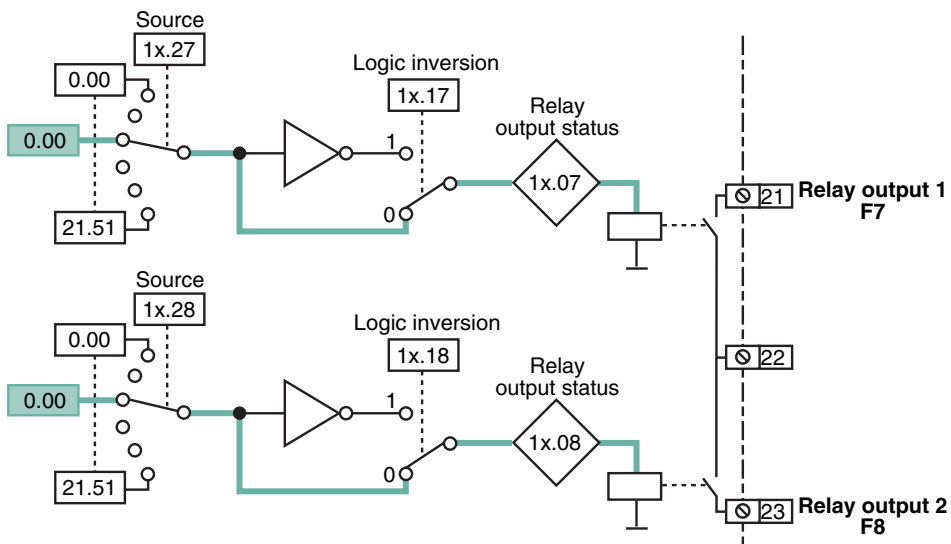 Source
1x.27
0.00
Logic inversion
1x.17
Relay
output status
0.00
1
1x.07
21
Relay output 1
F7
0
21.51
Source
1x.28
Logic inversion
0.00
1x.18
22
Relay
output status
0.00
1
1x.08
0
21.51
23
Relay output 2
F8